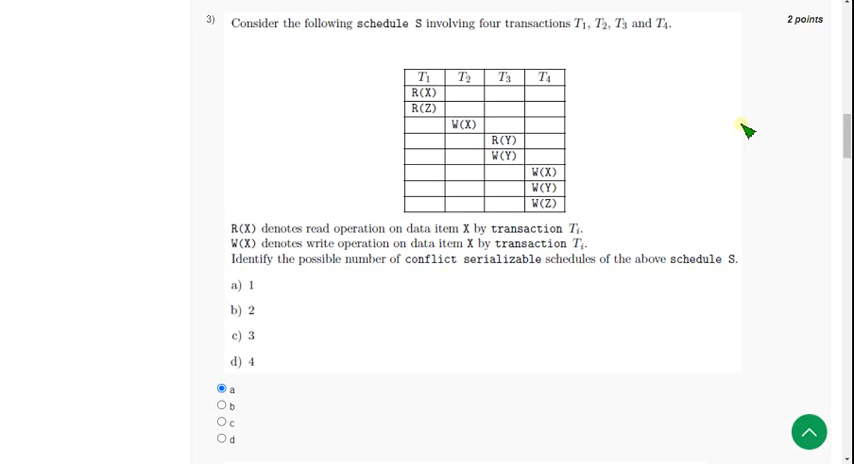 3) Consider the following schedule S involving four transactions T₁, T₂, T₃ and T₄.
2 points
T₁ T₂ T₃ T₄
R(X)
R(Z)
W(X)
R(Y)
W(Y)
W(X)
W(Y)
W(Z)
R(X) denotes read operation on data item X by transaction Tᵢ.
W(X) denotes write operation on data item X by transaction Tᵢ.
Identify the possible number of conflict serializable schedules of the above schedule S.
a) 1
b) 2
c) 3
d) 4
a
b
c
d